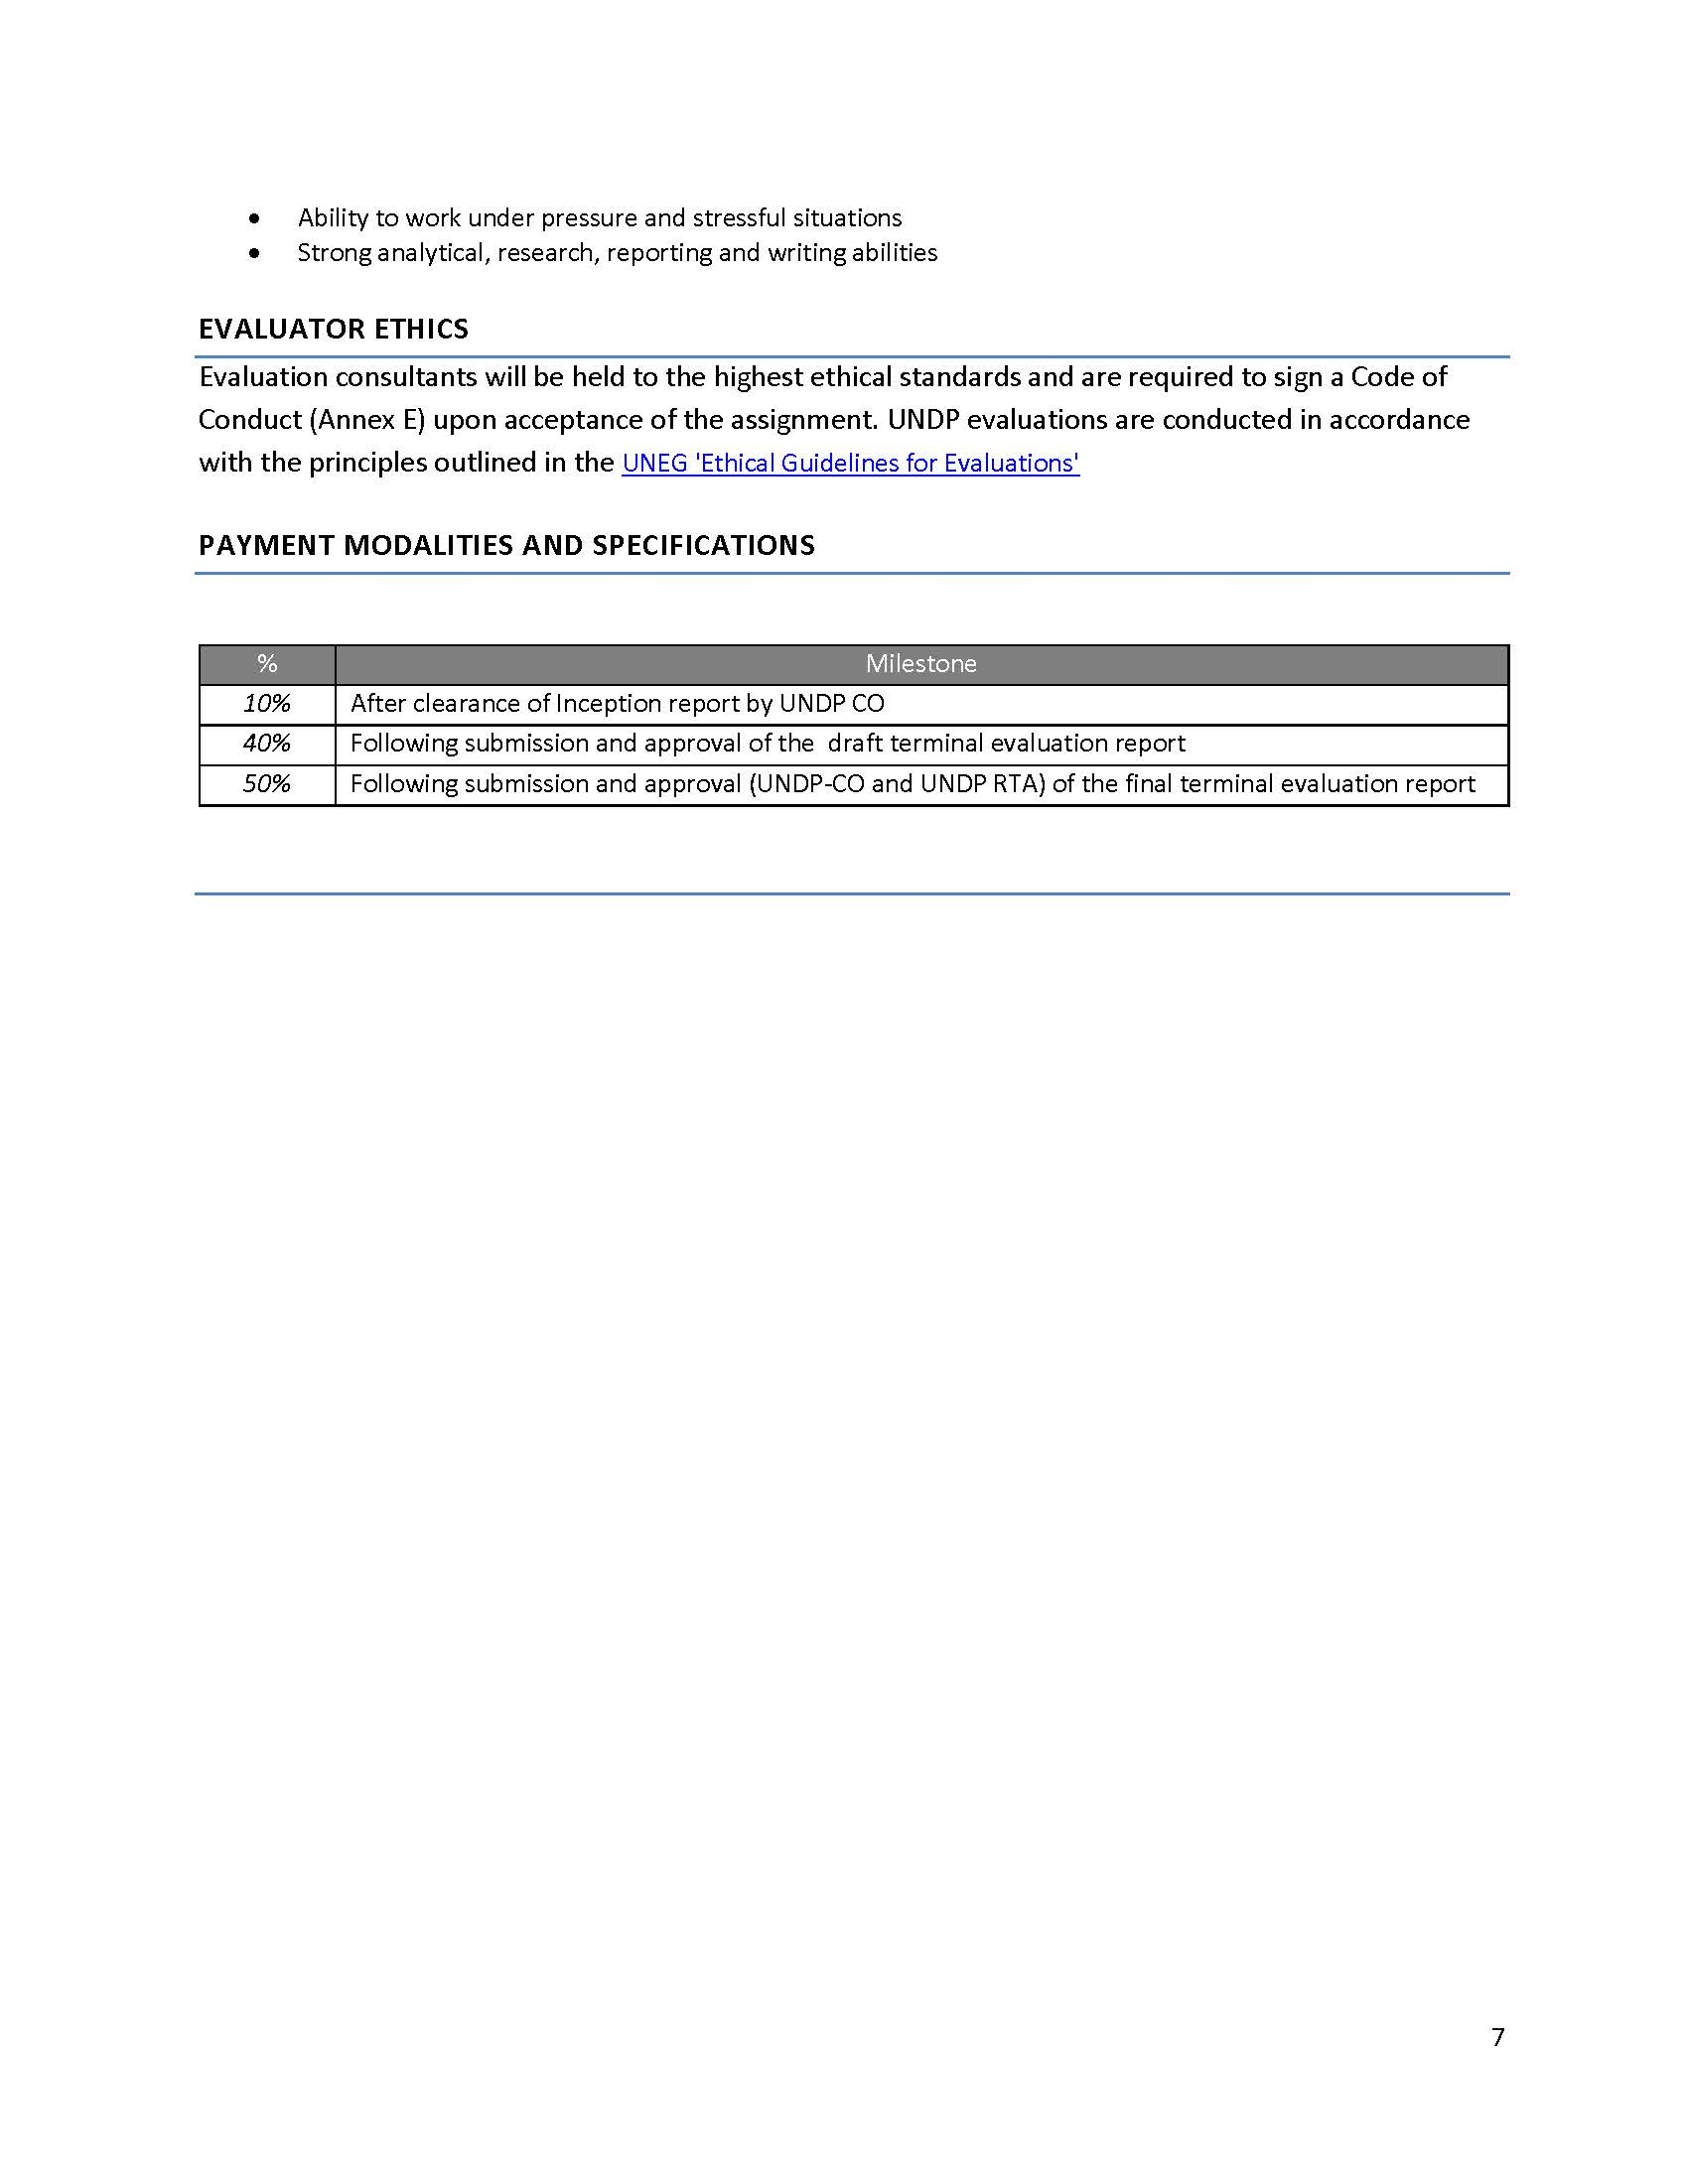 • Ability to work under pressure and stressful situations
• Strong analytical, research, reporting and writing abilities
EVALUATOR ETHICS
Evaluation consultants will be held to the highest ethical standards and are required to sign a Code of
Conduct (Annex E) upon acceptance of the assignment. UNDP evaluations are conducted in accordance
with the principles outlined in the UNEG 'Ethical Guidelines for Evaluations'
PAYMENT MODALITIES AND SPECIFICATIONS
% Milestone
10% After clearance of Inception report by UNDP CO
40% Following submission and approval of the  draft terminal evaluation report
50% Following submission and approval (UNDP-CO and UNDP RTA) of the final terminal evaluation report
7